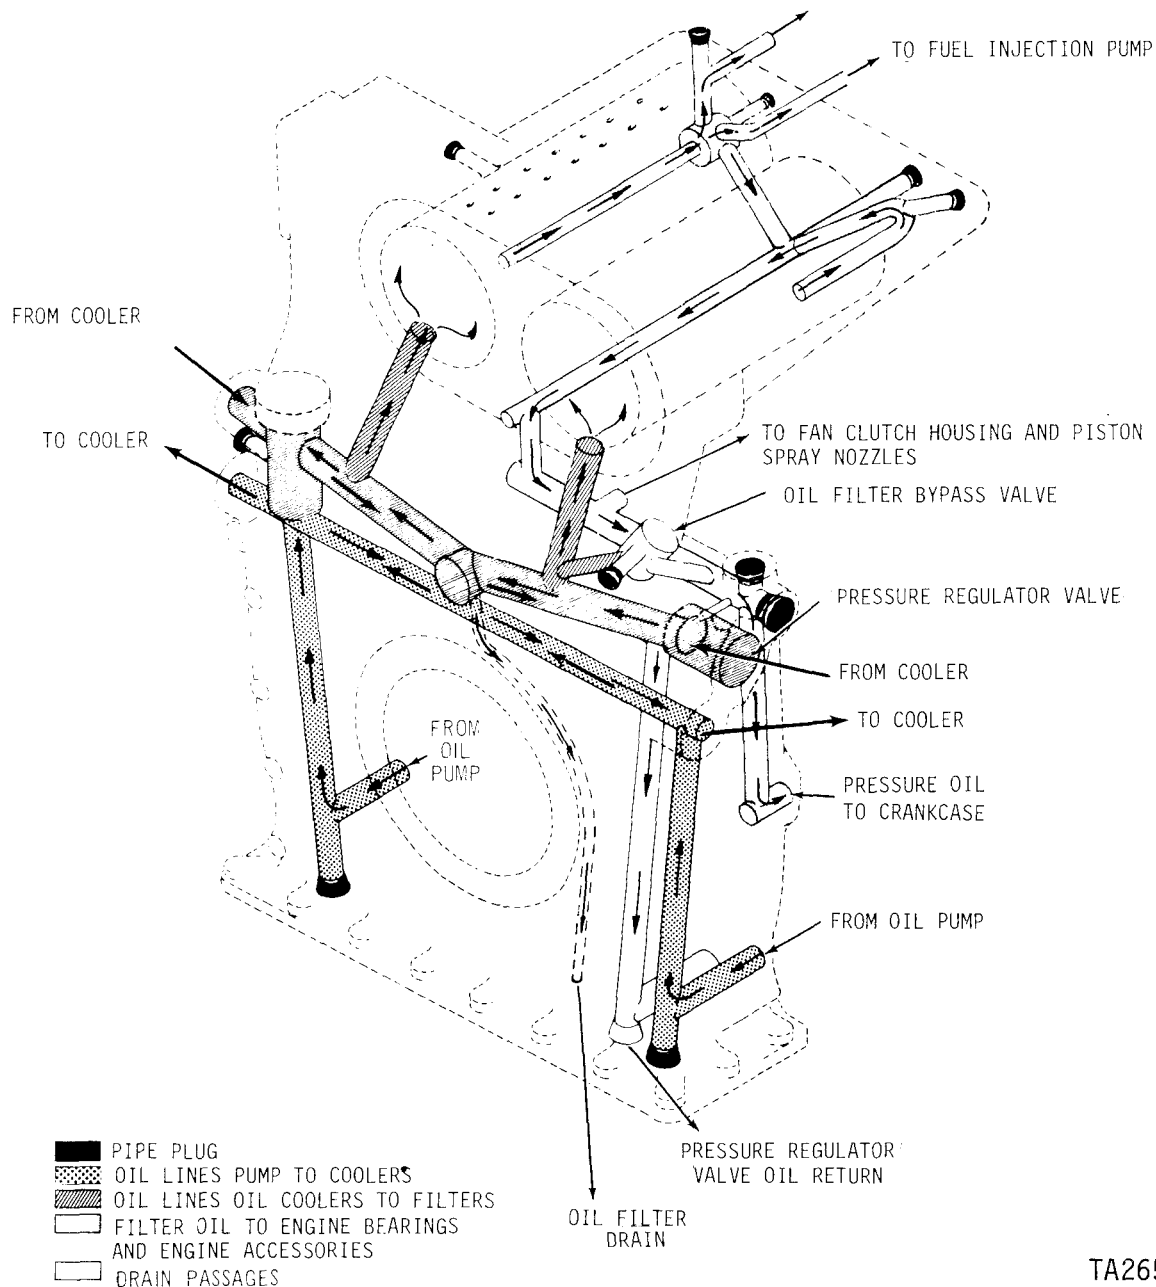 TO FUEL INJECTION PUMP
FROM COOLER
TO COOLER
TO FAN CLUTCH HOUSING AND PISTON
SPRAY NOZZLES
OIL FILTER BYPASS VALVE
PRESSURE REGULATOR VALVE
FROM COOLER
TO COOLER
FROM
OIL
PUMP
PRESSURE OIL
TO CRANKCASE
FROM OIL PUMP
PRESSURE REGULATOR
VALVE OIL RETURN
OIL FILTER
DRAIN
PIPE PLUG
OIL LINES PUMP TO COOLERS
OIL LINES OIL COOLERS TO FILTERS
FILTER OIL TO ENGINE BEARINGS
AND ENGINE ACCESSORIES
DRAIN PASSAGES